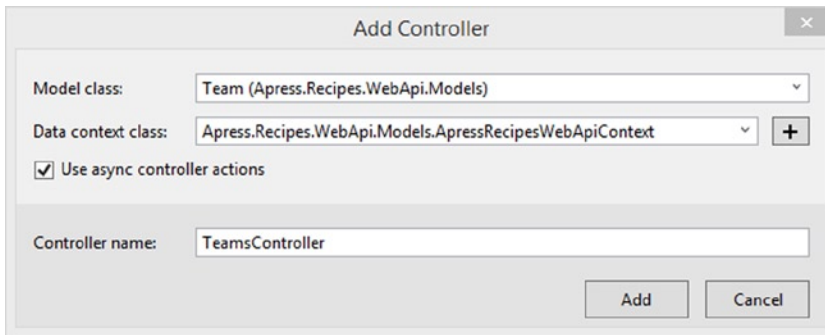 Add Controller
Model class: Team (Apress.Recipes.WebApi.Models)
Data context class: Apress.Recipes.WebApi.Models.ApressRecipesWebApiContext
Use async controller actions
Controller name: TeamsController
Add Cancel